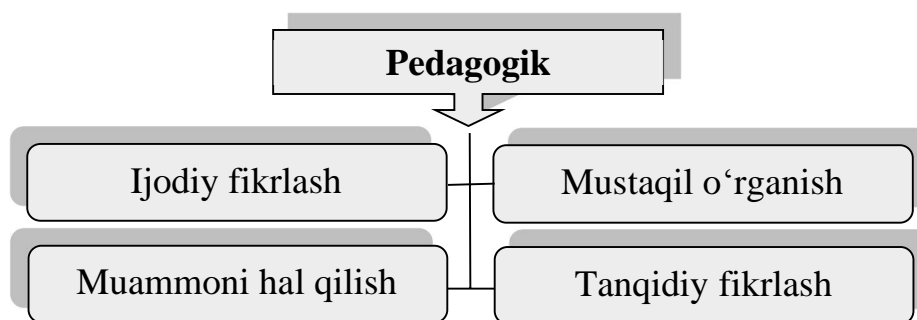 Pedagogik
Ijodiy fikrlash
Mustaqil o‘rganish
Muammoni hal qilish
Tanqidiy fikrlash